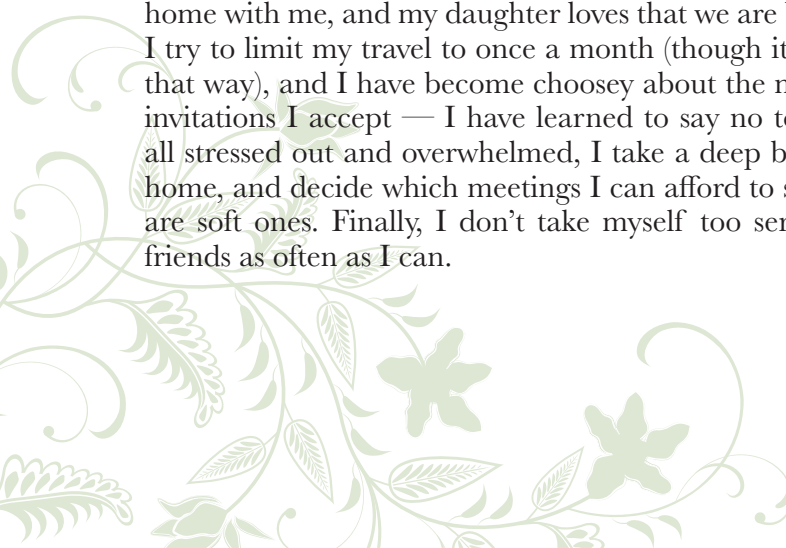 home with me, and my daughter loves that we are
I try to limit my travel to once a month (though it
that way), and I have become choosey about the
invitations I accept — I have learned to say no
all stressed out and overwhelmed, I take a deep
home, and decide which meetings I can afford to
are soft ones. Finally, I don’t take myself too
friends as often as I can.